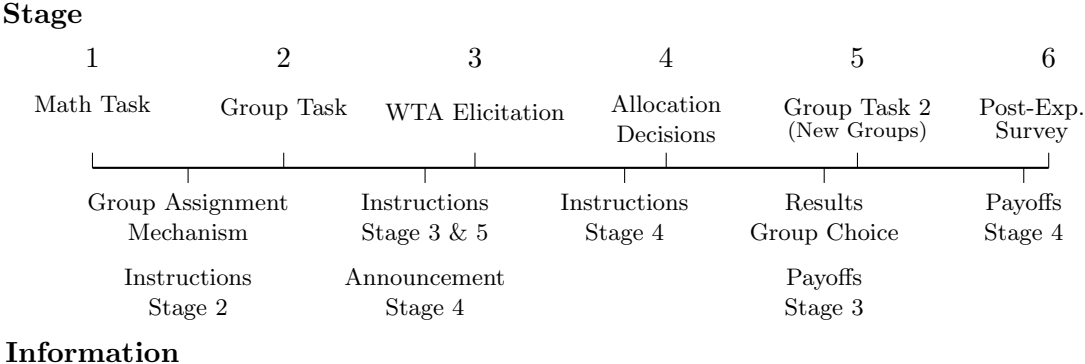 Stage
1 2 3 4 5 6
Math Task Group Task WTA Elicitation Allocation Decisions Group Task 2 (New Groups) Post-Exp. Survey
Group Assignment Mechanism
Instructions Stage 3 & 5
Instructions Stage 4
Results Group Choice
Payoffs Stage 4
Instructions Stage 2
Announcement Stage 4
Payoffs Stage 3
Information